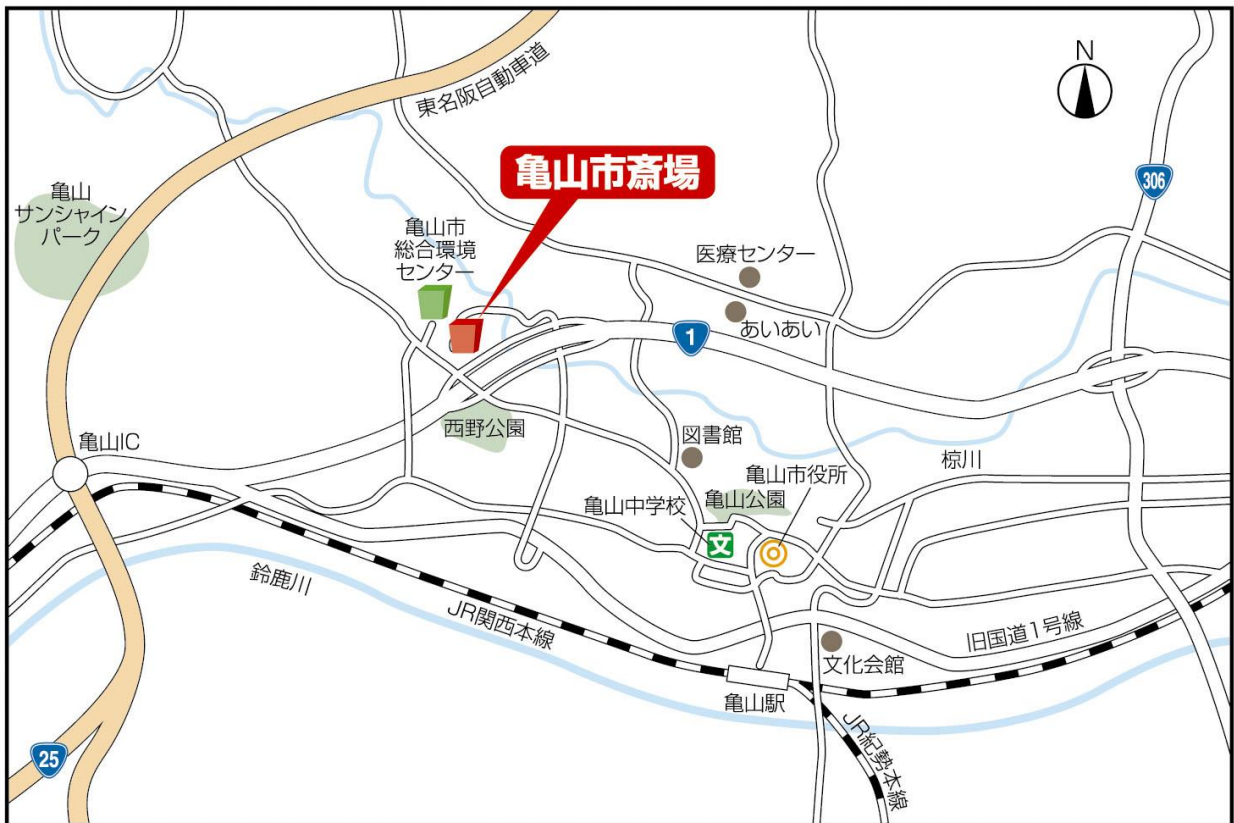 N
東名阪自動車道
亀山市斎場
306
亀山
サンシャイン
パーク
亀山市
総合環境
センター
医療センター
あいあい
1
西野公園
図書館
亀山IC
椋川
亀山市役所
亀山公園
亀山中学校
文
鈴鹿川
JR関西本線
旧国道1号線
文化会館
亀山駅
JR紀勢本線
25